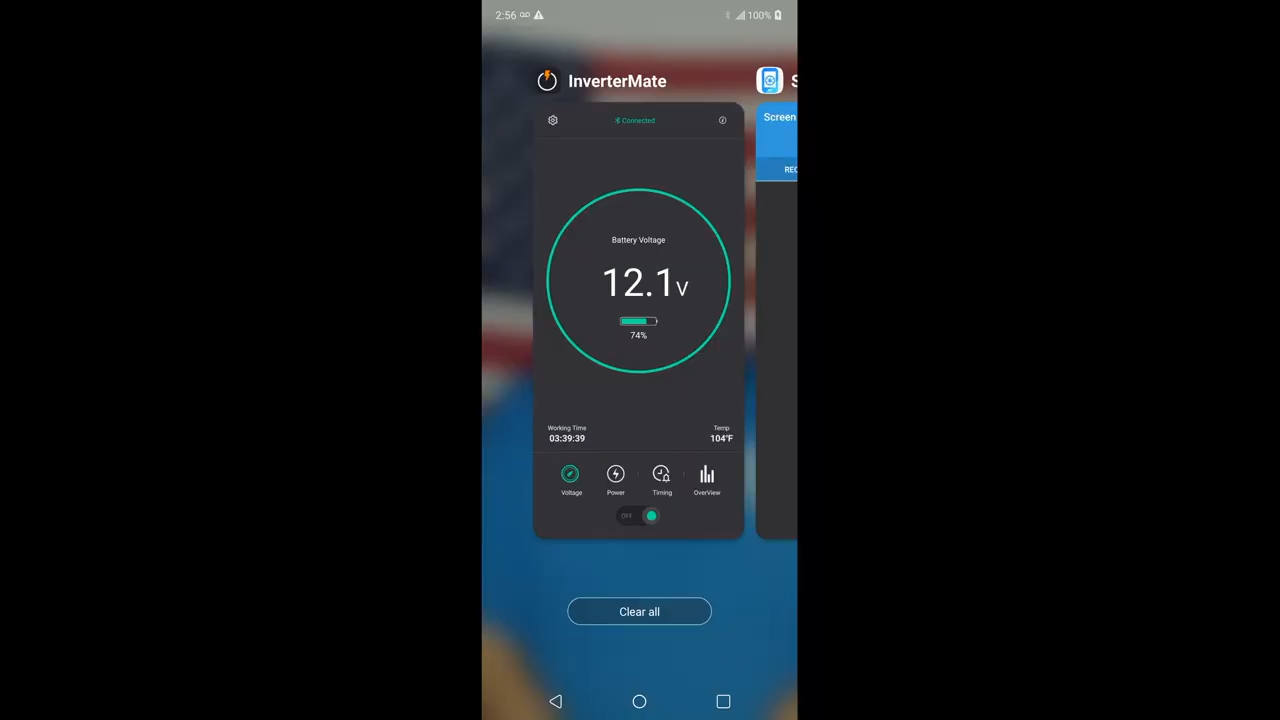 2:56 100%
InverterMate S
Connected
Screen
REC
Battery Voltage
12.1V
74%
Working Time Temp
03:39:39 104°F
Voltage Power Timing OverView
OFF
Clear all